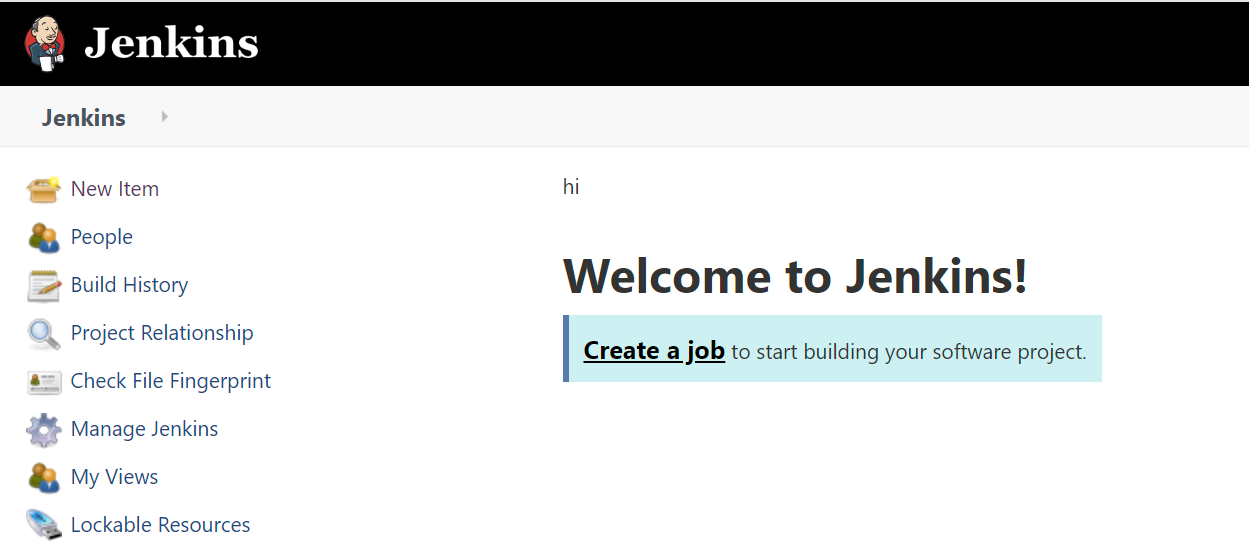 Jenkins
Jenkins
New Item
People
Build History
Project Relationship
Check File Fingerprint
Manage Jenkins
My Views
Lockable Resources
hi
Welcome to Jenkins!
Create a job to start building your software project.